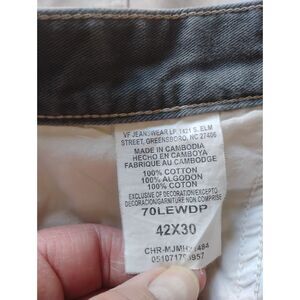 VF JEANSWEAR LP, 1421 S. ELM
STREET, GREENSBORO, NC 27406
MADE IN CAMBODIA
HECHO EN CAMBOYA
FABRIQUE AU CAMBODGE
100% COTTON
100% ALGODON
100% COTON
EXCLUSIVE OF DECORATION/EXCEPTO
DECORACION/GARNITURE NON COMPRISE
70LEWDP
42X30